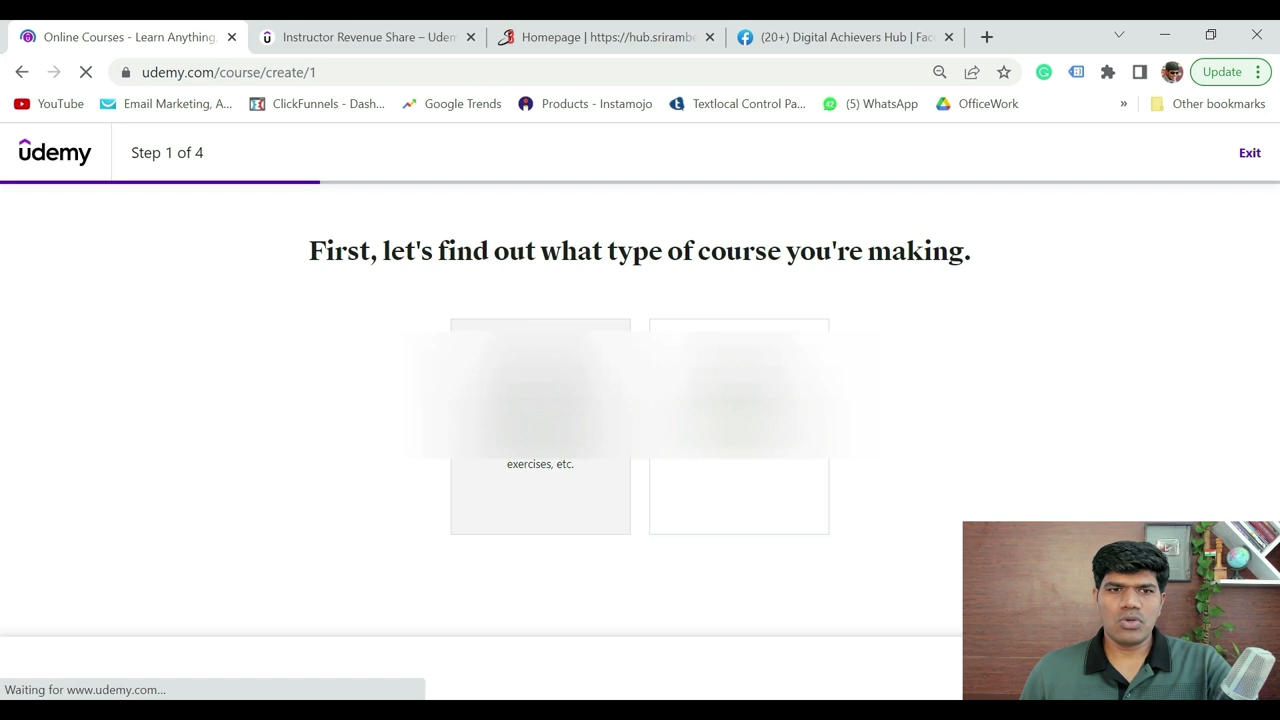 Online Courses - Learn Anything,
Instructor Revenue Share – Udem
Homepage | https://hub.srirambe
(20+) Digital Achievers Hub | Fac
udemy.com/course/create/1
Update
YouTube
Email Marketing, A...
ClickFunnels - Dash...
Google Trends
Products - Instamojo
Textlocal Control Pa...
(5) WhatsApp
OfficeWork
»
Other bookmarks
udemy
Step 1 of 4
Exit
First, let's find out what type of course you're making.
exercises, etc.
Waiting for www.udemy.com...